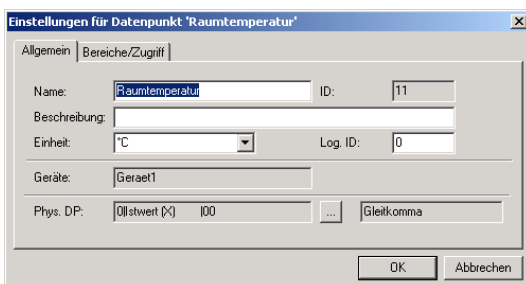 Einstellungen für Datenpunkt 'Raumtemperatur'
Allgemein Bereiche/Zugriff
Name: Raumtemperatur ID: 11
Beschreibung:
Einheit: °C Log. ID: 0
Geräte: Geraet1
Phys. DP: 0|Istwert (X) |00 ... Gleitkomma
OK Abbrechen